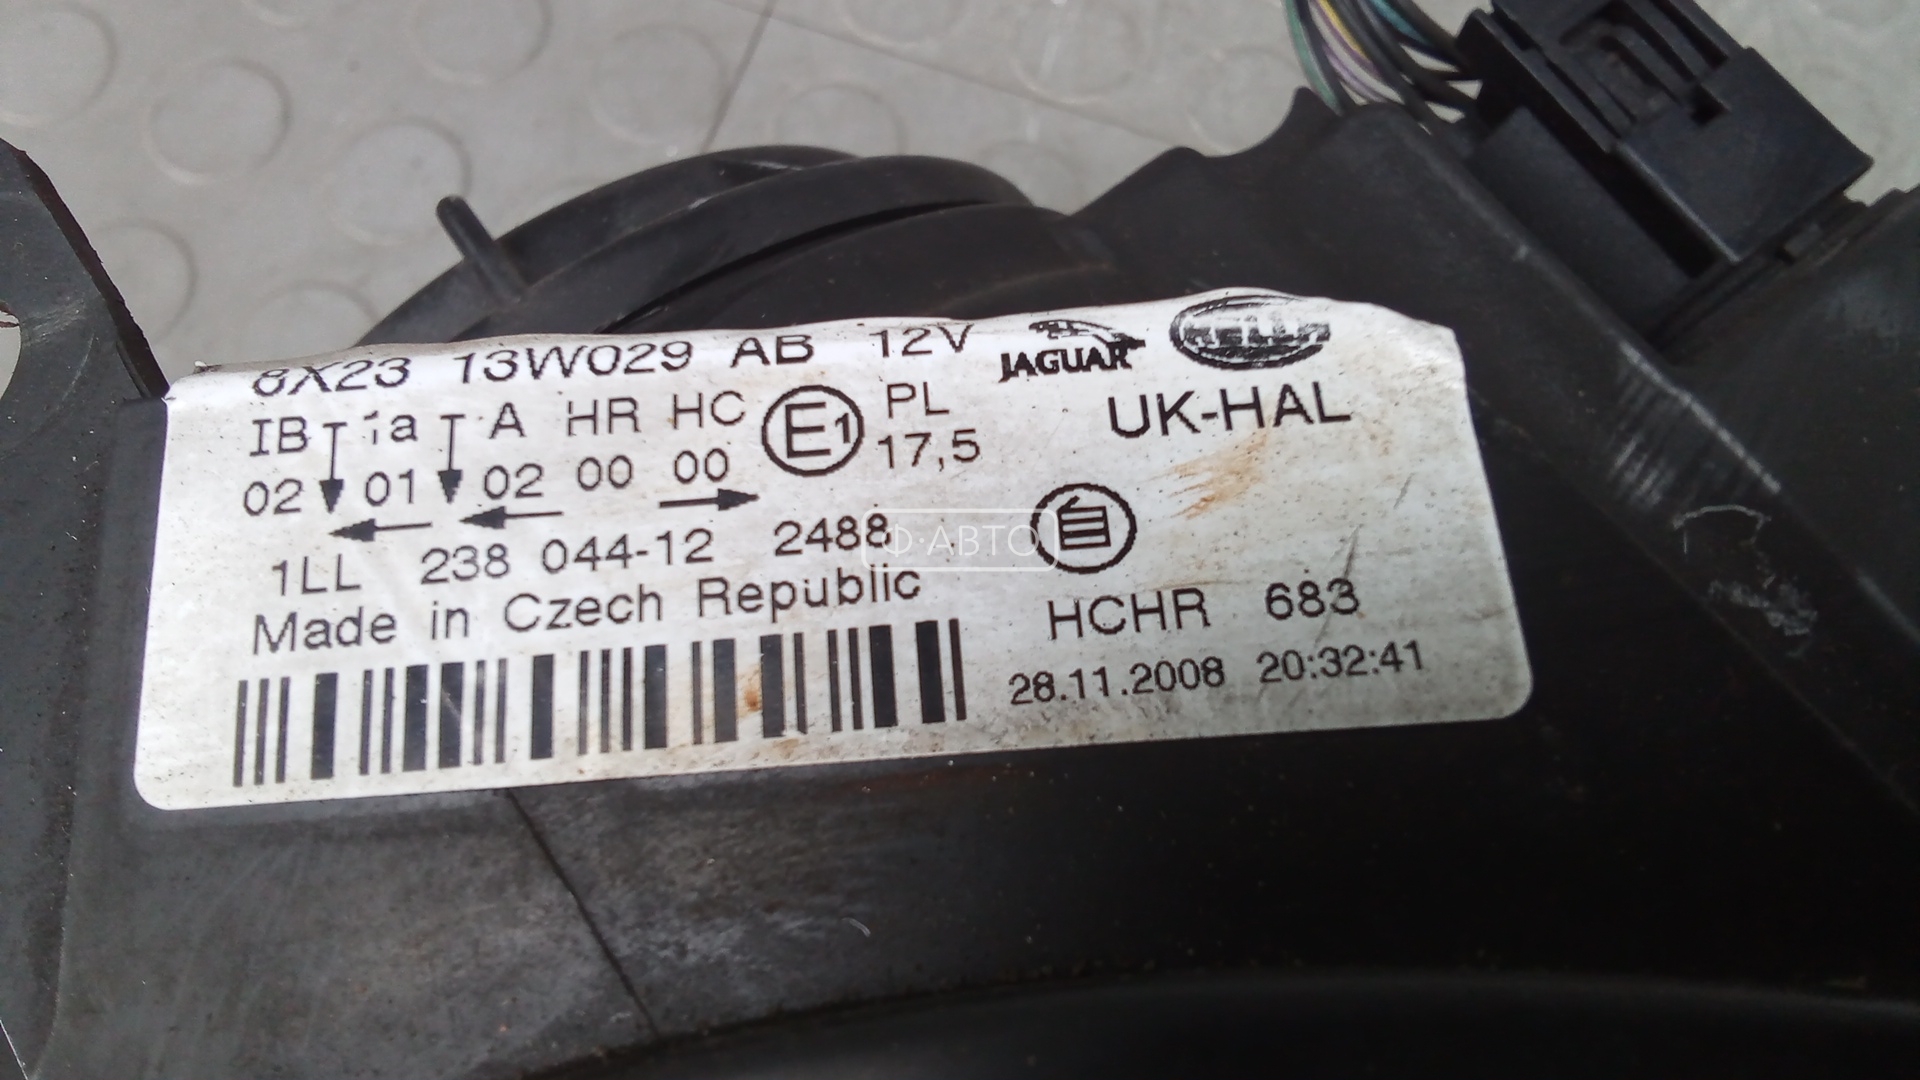 8X23 13W029 AB 12V JAGUAR HELLA
IB 1a A HR HC E1 PL UK-HAL
02 01 02 00 00 17,5
1LL 238 044-12 2488
Ф·АВТО
Made in Czech Republic HCHR 683
28.11.2008 20:32:41